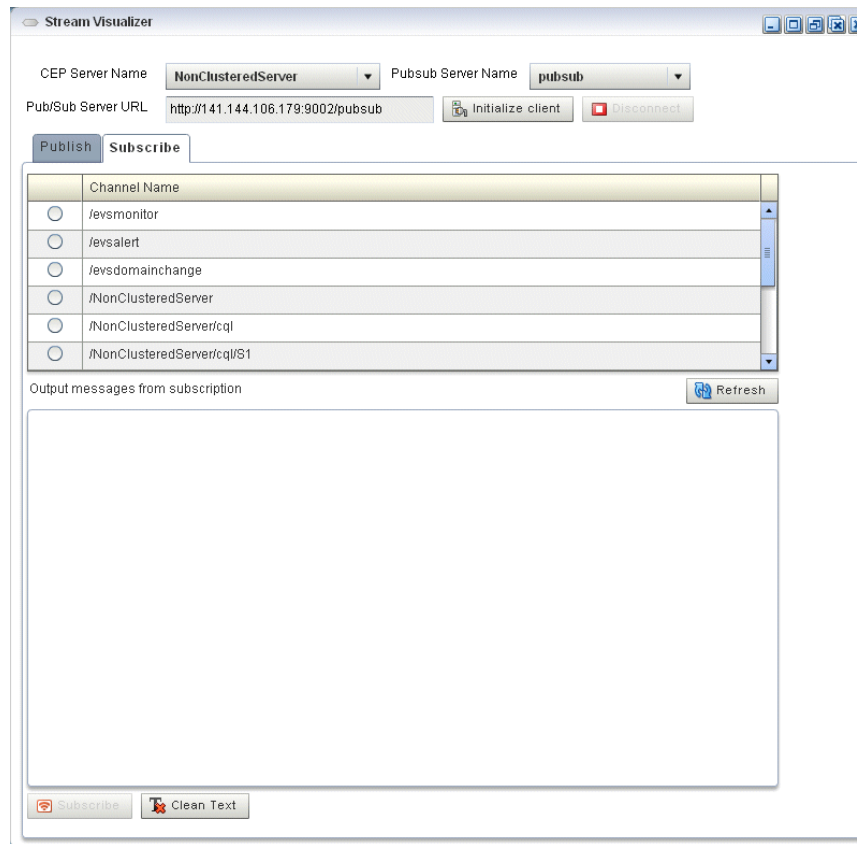 Stream Visualizer
CEP Server Name NonClusteredServer Pubsub Server Name pubsub
Pub/Sub Server URL http://141.144.106.179:9002/pubsub Initialize client Disconnect
Publish Subscribe
Channel Name
/evsmonitor
/evsalert
/evsdomainchange
/NonClusteredServer
/NonClusteredServer/cql
/NonClusteredServer/cql/S1
Output messages from subscription Refresh
Subscribe Clean Text